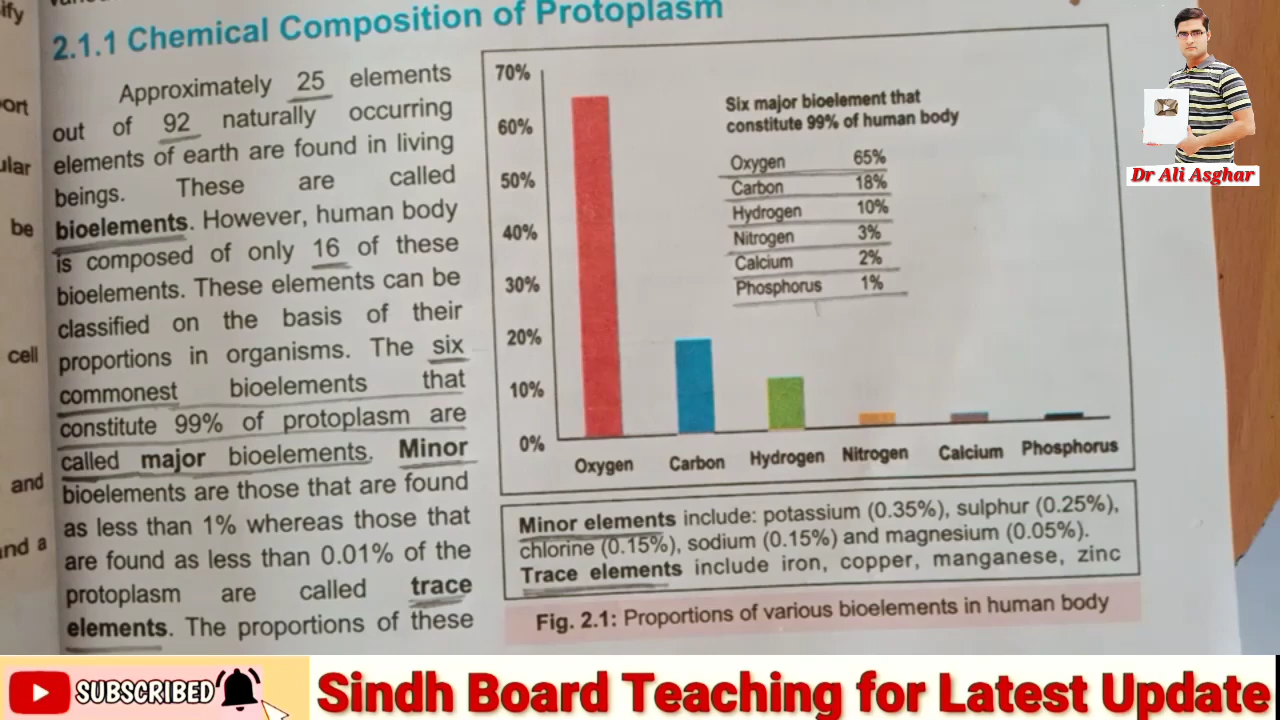 2.1.1 Chemical Composition of Protoplasm
Approximately 25 elements
out of 92 naturally occurring
elements of earth are found in living
beings. These are called
bioelements. However, human body
is composed of only 16 of these
bioelements. These elements can be
classified on the basis of their
proportions in organisms. The six
commonest bioelements that
constitute 99% of protoplasm are
called major bioelements. Minor
bioelements are those that are found
as less than 1% whereas those that
are found as less than 0.01% of the
protoplasm are called trace
elements. The proportions of these
ify
ort
ular
be
cell
and
and a
70%
60%
50%
40%
30%
20%
10%
0%
Six major bioelement that
constitute 99% of human body
Oxygen 65%
Carbon 18%
Hydrogen 10%
Nitrogen 3%
Calcium 2%
Phosphorus 1%
Oxygen Carbon Hydrogen Nitrogen Calcium Phosphorus
Minor elements include: potassium (0.35%), sulphur (0.25%),
chlorine (0.15%), sodium (0.15%) and magnesium (0.05%).
Trace elements include iron, copper, manganese, zinc
Fig. 2.1: Proportions of various bioelements in human body
Dr Ali Asghar
SUBSCRIBED
Sindh Board Teaching for Latest Update